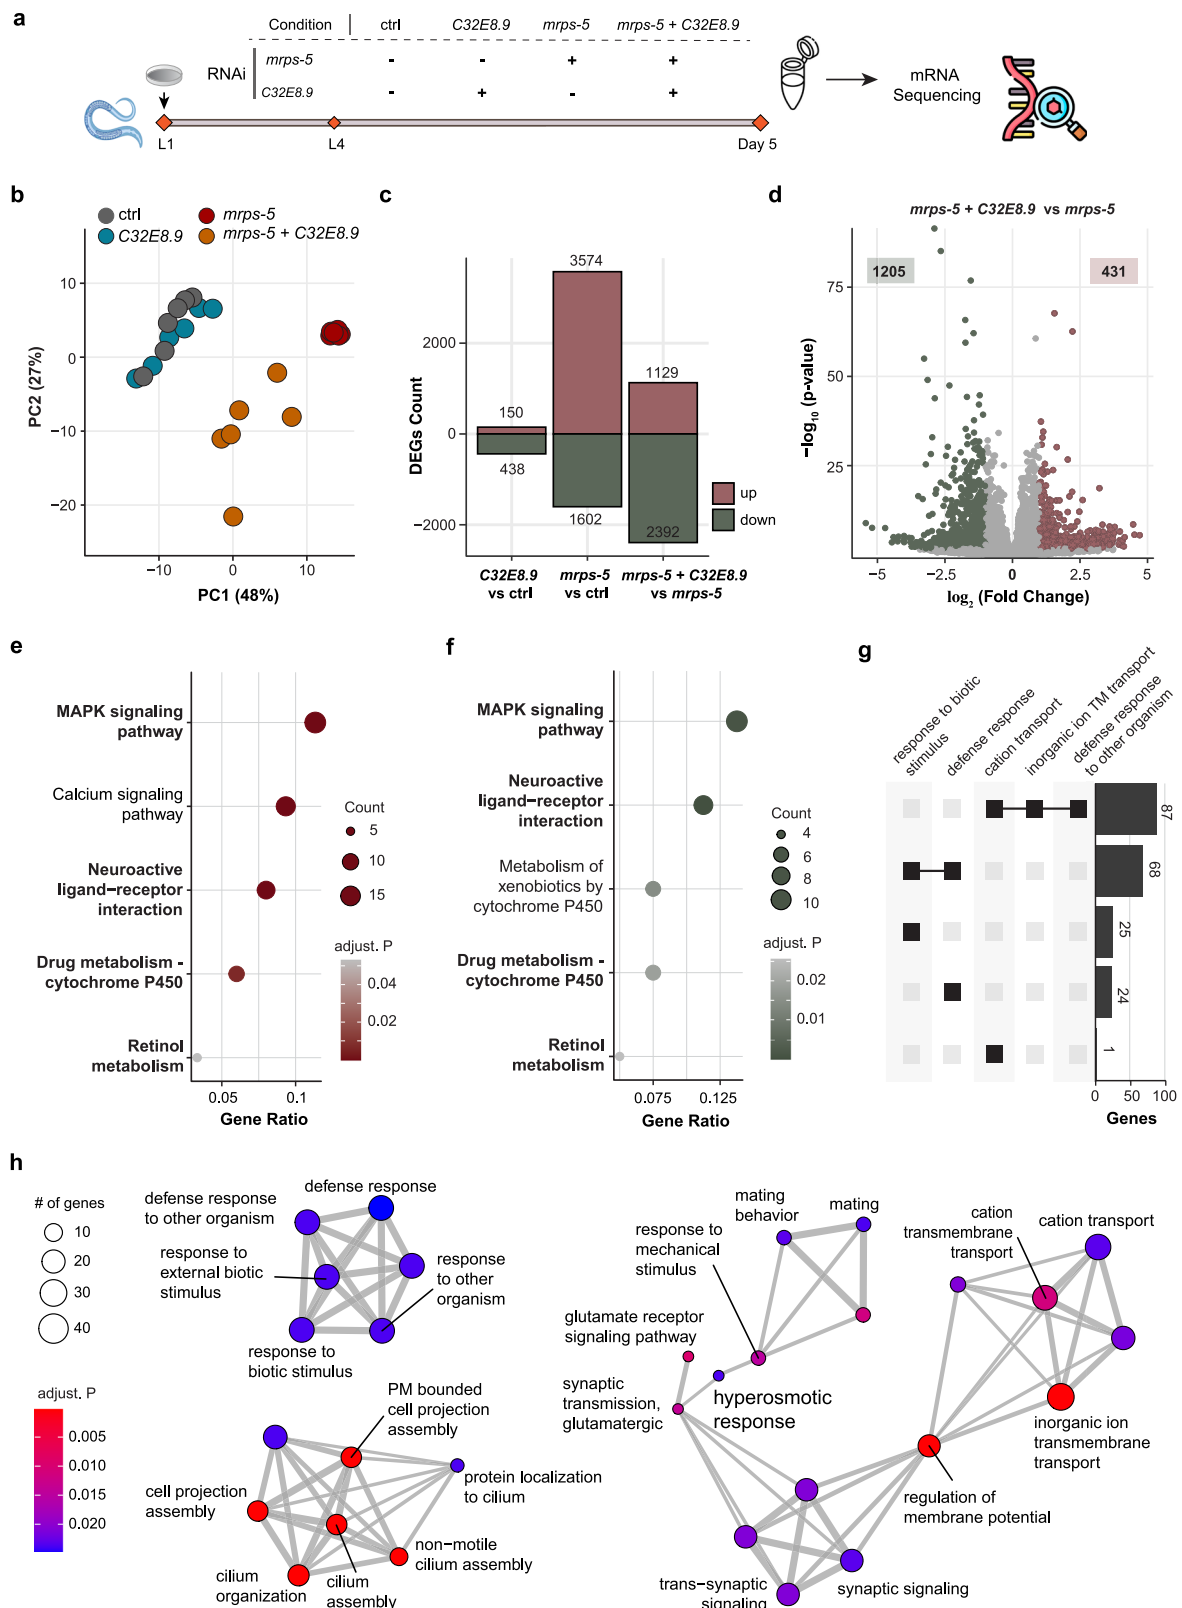 a
Condition ctrl C32E8.9 mrps-5 mrps-5 + C32E8.9
RNAi
mrps-5 - - + +
C32E8.9 - + - +
L1 L4 Day 5
mRNA
Sequencing
b
ctrl
C32E8.9
mrps-5
mrps-5 + C32E8.9
10
0
−10
−20
PC2 (27%)
−10 0 10
PC1 (48%)
c
3574
1129
150
438
1602
2392
2000
0
−2000
DEGs Count
up
down
C32E8.9
vs ctrl
mrps-5
vs ctrl
mrps-5 + C32E8.9
vs mrps-5
d
mrps-5 + C32E8.9 vs mrps-5
1205
431
75
50
25
−log10 (p-value)
−5 −2.5 0 2.5 5
log2 (Fold Change)
e
MAPK signaling
pathway
Calcium signaling
pathway
Neuroactive
ligand−receptor
interaction
Drug metabolism -
cytochrome P450
Retinol
metabolism
0.05 0.1
Gene Ratio
Count
5
10
15
adjust. P
0.04
0.02
f
MAPK signaling
pathway
Neuroactive
ligand−receptor
interaction
Metabolism of
xenobiotics by
cytochrome P450
Drug metabolism -
cytochrome P450
Retinol
metabolism
0.075 0.125
Gene Ratio
Count
4
6
8
10
adjust. P
0.02
0.01
g
response to biotic
stimulus
defense response
cation transport
inorganic ion TM transport
defense response
to other organism
87
68
25
24
1
0 50 100
Genes
h
# of genes
10
20
30
40
adjust. P
0.005
0.010
0.015
0.020
defense response
defense response
to other organism
response to
external biotic
stimulus
response
to other
organism
response to
biotic stimulus
PM bounded
cell projection
assembly
cell projection
assembly
protein localization
to cilium
non-motile
cilium assembly
cilium
organization
cilium
assembly
mating
behavior
mating
response to
mechanical
stimulus
glutamate receptor
signaling pathway
synaptic
transmission,
glutamatergic
hyperosmotic
response
cation
transmembrane
transport
cation transport
inorganic ion
transmembrane
transport
regulation of
membrane potential
trans−synaptic
signaling
synaptic signaling